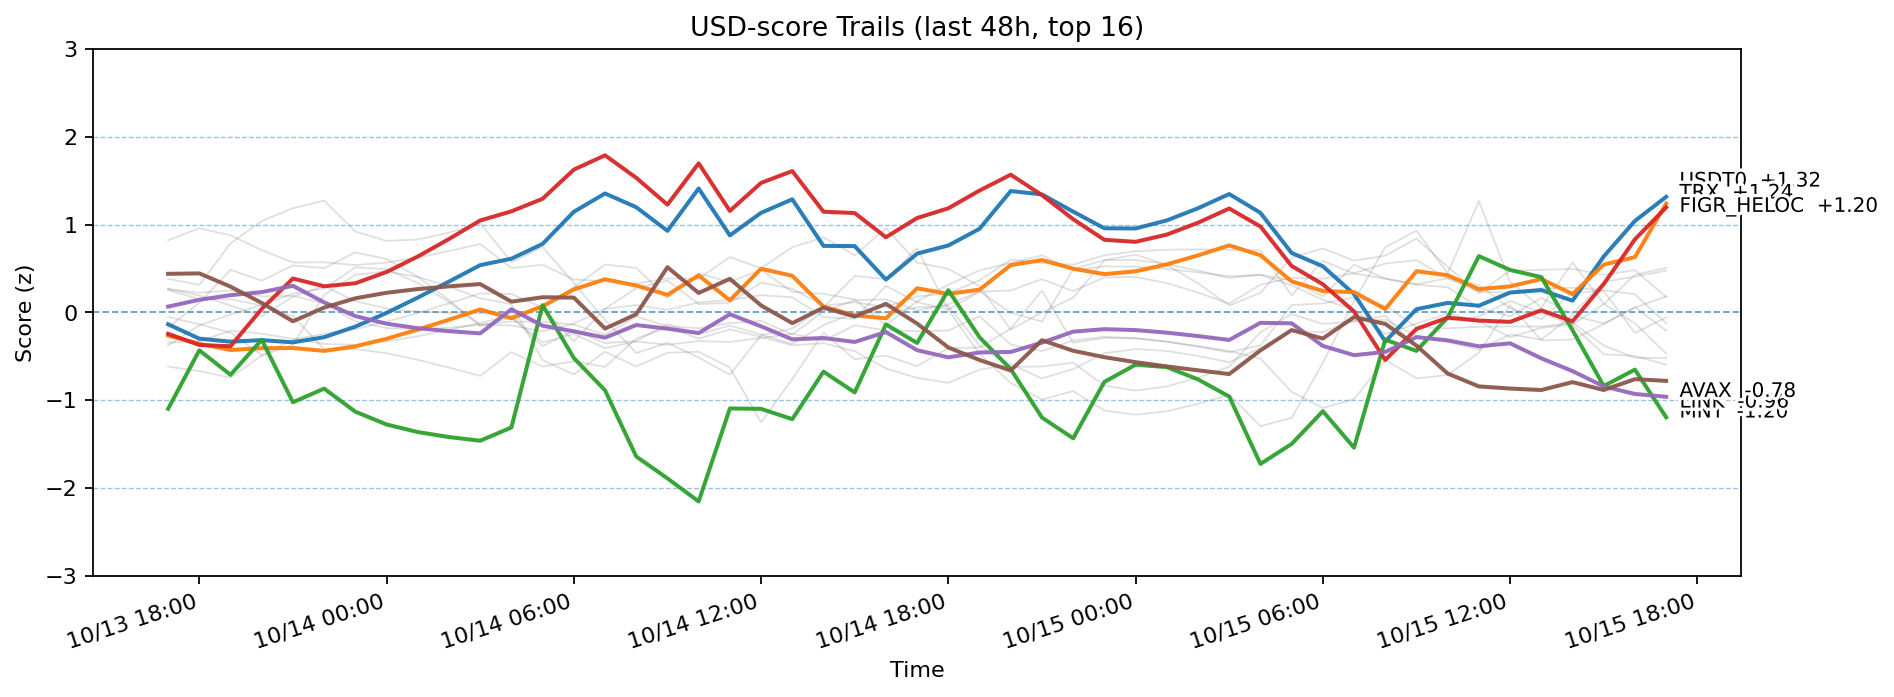 USD-score Trails (last 48h, top 16)
Score (z)
3
2
1
0
−1
−2
−3
USDT0 +1.32
TRX +1.24
FIGR_HELOC +1.20
AVAX -0.78
LINK -0.96
MNT -1.20
10/13 18:00
10/14 00:00
10/14 06:00
10/14 12:00
10/14 18:00
10/15 00:00
10/15 06:00
10/15 12:00
10/15 18:00
Time